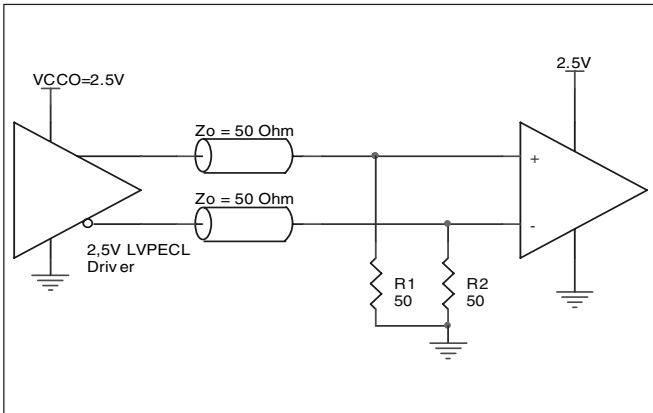 2.5V
VCCO=2.5V
Zo = 50 Ohm
+
Zo = 50 Ohm
-
2,5V LVPECL
Driver
R1
50
R2
50